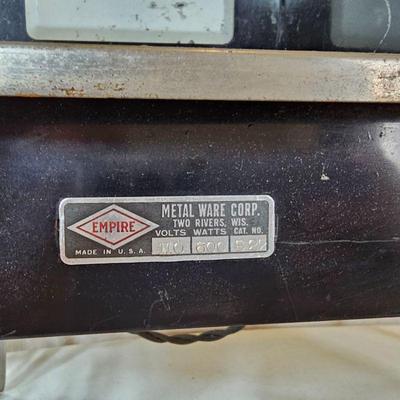 EMPIRE
MADE IN U.S.A.
METAL WARE CORP.
TWO RIVERS, WIS.
VOLTS WATTS CAT. NO.
110 600